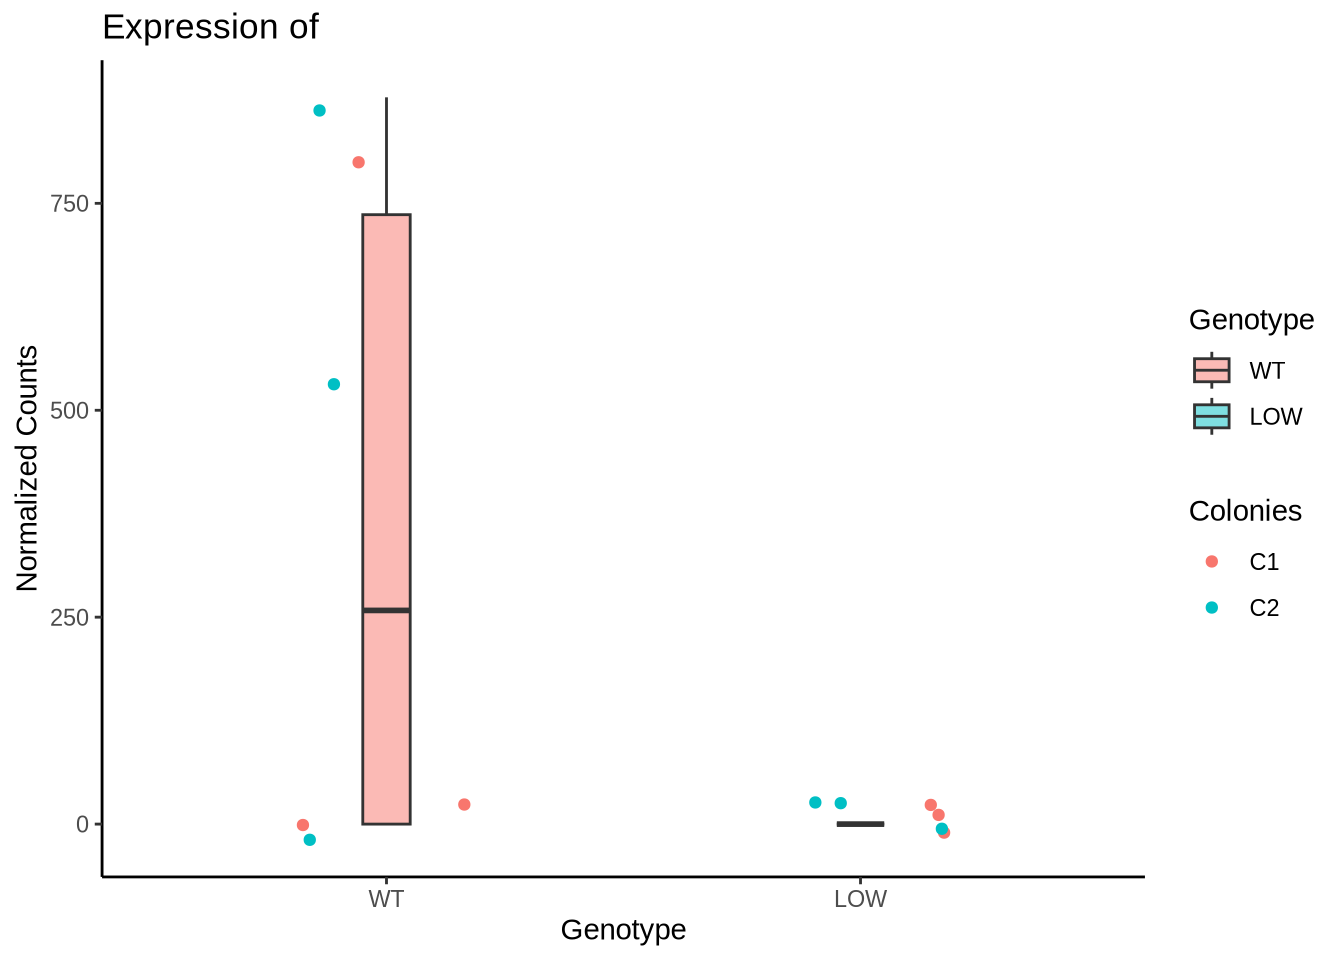 Expression of
Normalized Counts
750
500
250
0
WT
LOW
Genotype
Genotype
WT
LOW
Colonies
C1
C2